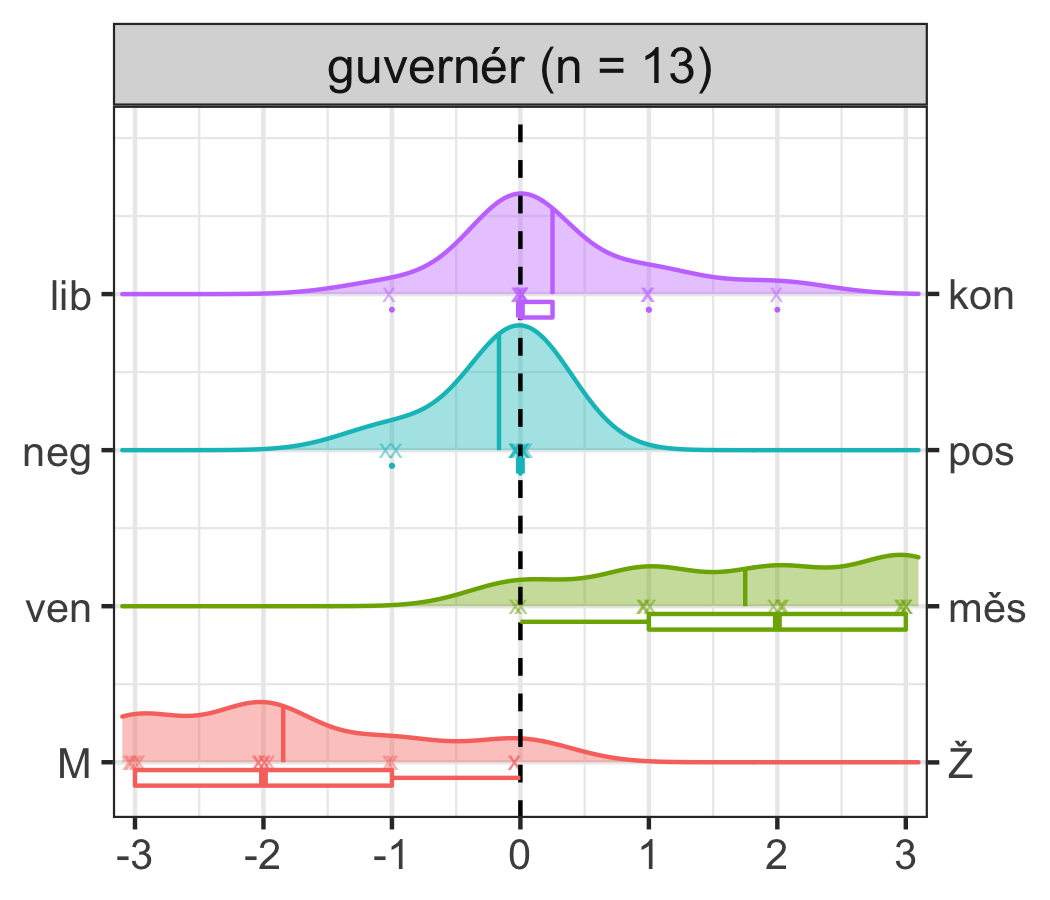 guvernér (n = 13)
lib kon
neg pos
ven měs
M Ž
-3 -2 -1 0 1 2 3